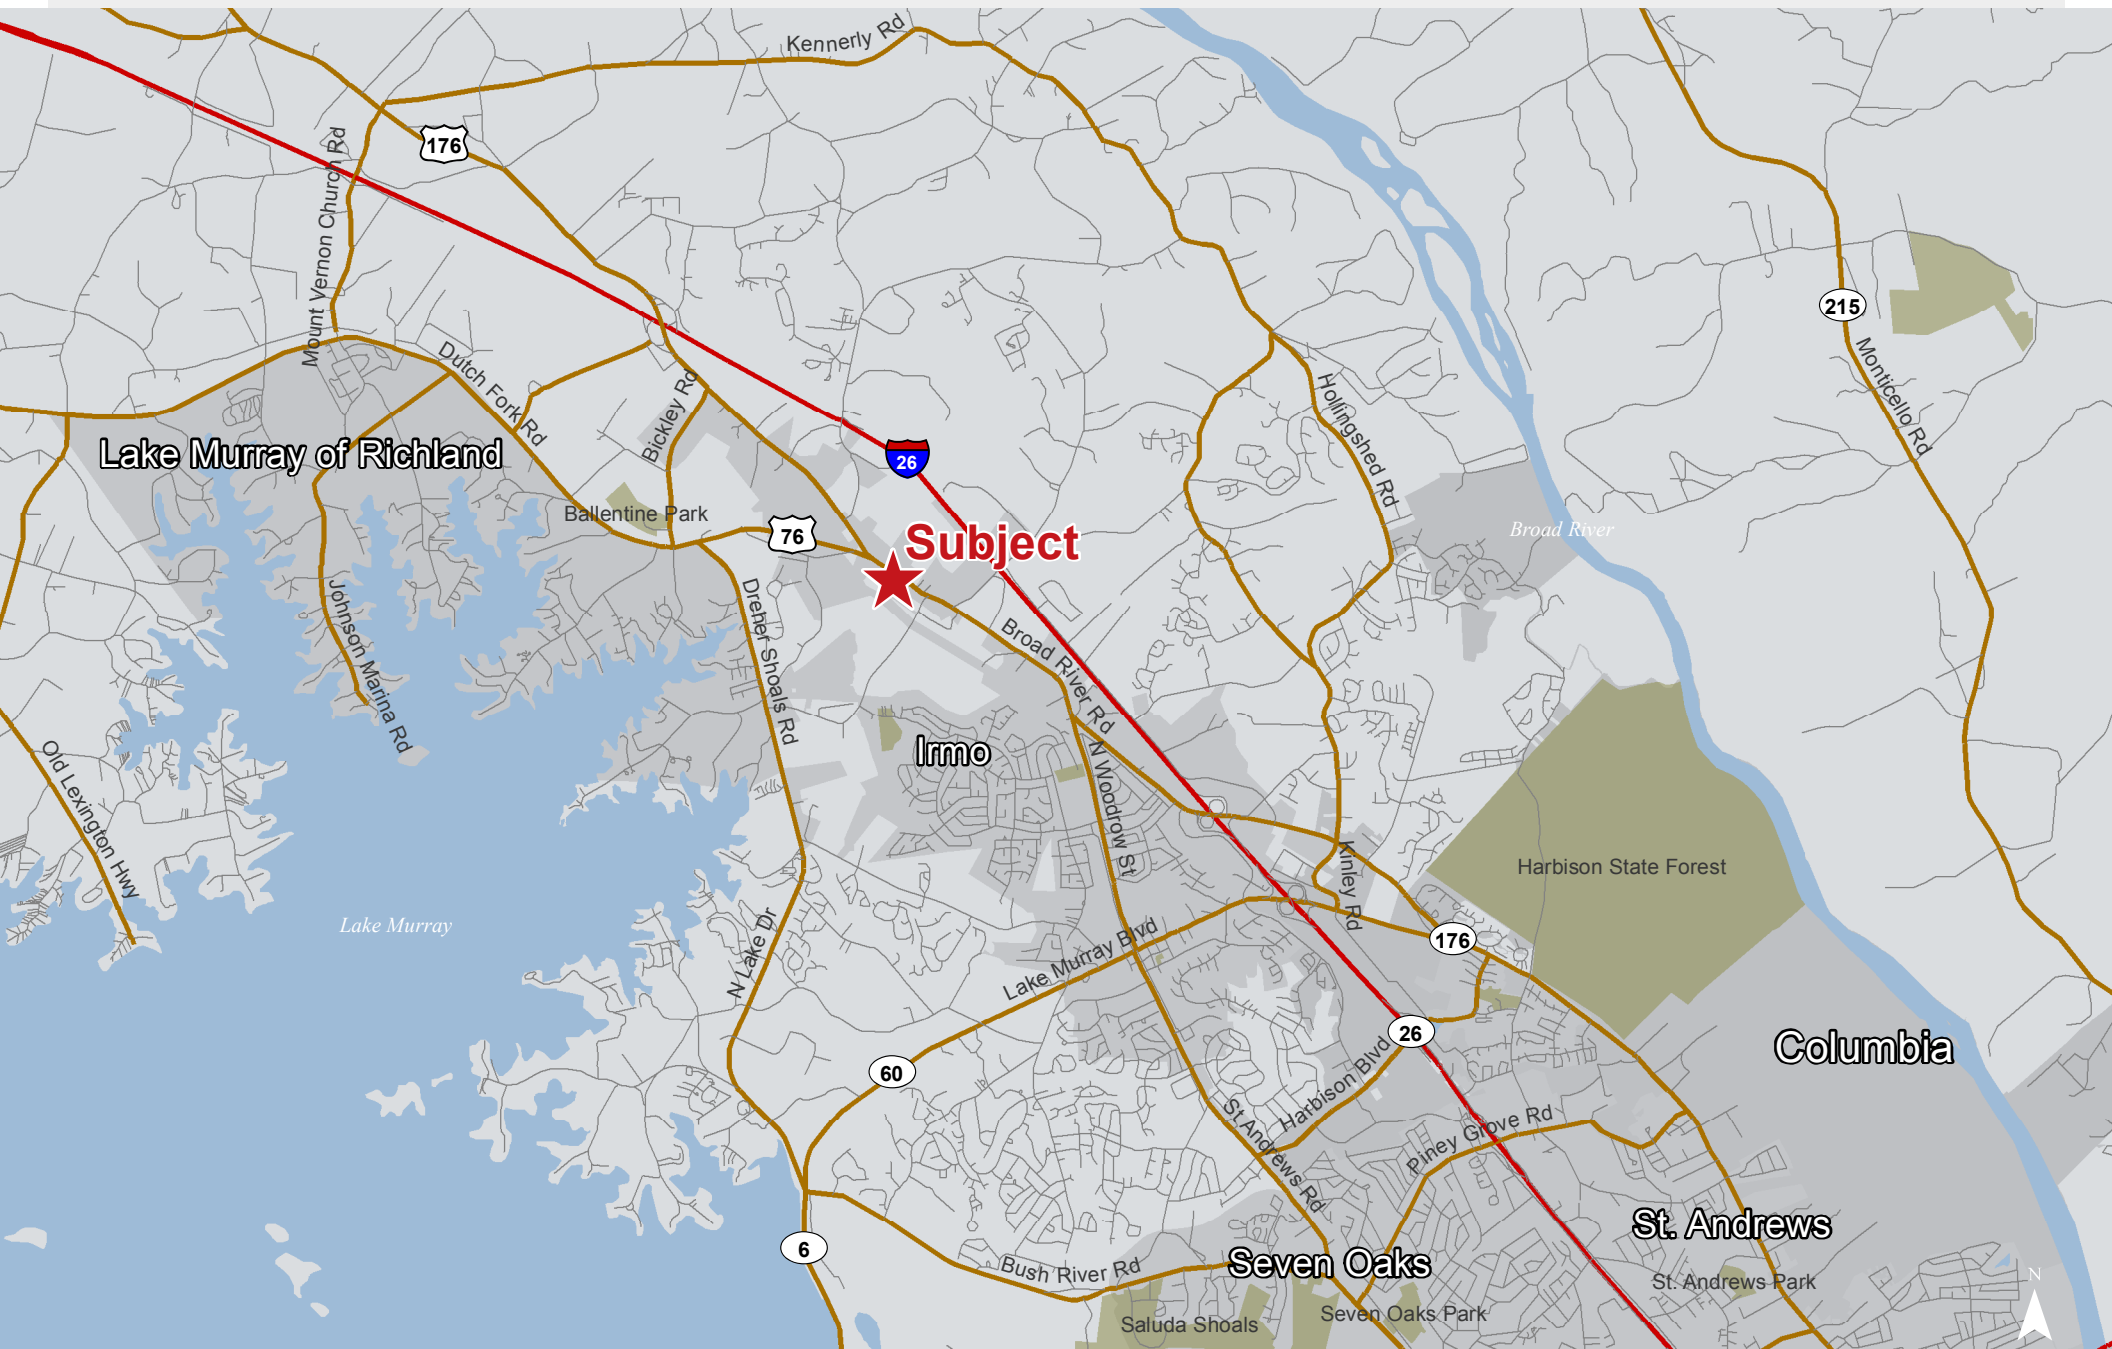 Kennerly Rd
176
Mount Vernon Church Rd
215
Monticello Rd
Dutch Fork Rd
Bickley Rd
Hollingshed Rd
Lake Murray of Richland
26
Ballentine Park
76
Subject
Broad River
Johnson Marina Rd
Dreher Shoals Rd
Broad River Rd
Old Lexington Hwy
Irmo
N Woodrow St
Kinley Rd
Harbison State Forest
Lake Murray
N Lake Dr
Lake Murray Blvd
176
26
Columbia
60
Harbison Blvd
St Andrews Rd
Piney Grove Rd
St. Andrews
6
Bush River Rd
Seven Oaks
St. Andrews Park
N
Saluda Shoals
Seven Oaks Park